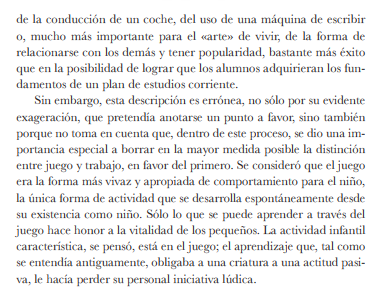 de la conducción de un coche, del uso de una máquina de escribir
o, mucho más importante para el «arte» de vivir, de la forma de
relacionarse con los demás y tener popularidad, bastante más éxito
que en la posibilidad de lograr que los alumnos adquirieran los fun-
damentos de un plan de estudios corriente.
Sin embargo, esta descripción es errónea, no sólo por su evidente
exageración, que pretendía anotarse un punto a favor, sino también
porque no toma en cuenta que, dentro de este proceso, se dio una im-
portancia especial a borrar en la mayor medida posible la distinción
entre juego y trabajo, en favor del primero. Se consideró que el juego
era la forma más vivaz y apropiada de comportamiento para el niño,
la única forma de actividad que se desarrolla espontáneamente desde
su existencia como niño. Sólo lo que se puede aprender a través del
juego hace honor a la vitalidad de los pequeños. La actividad infantil
característica, se pensó, está en el juego; el aprendizaje que, tal como
se entendía antiguamente, obligaba a una criatura a una actitud pasi-
va, le hacía perder su personal iniciativa lúdica.